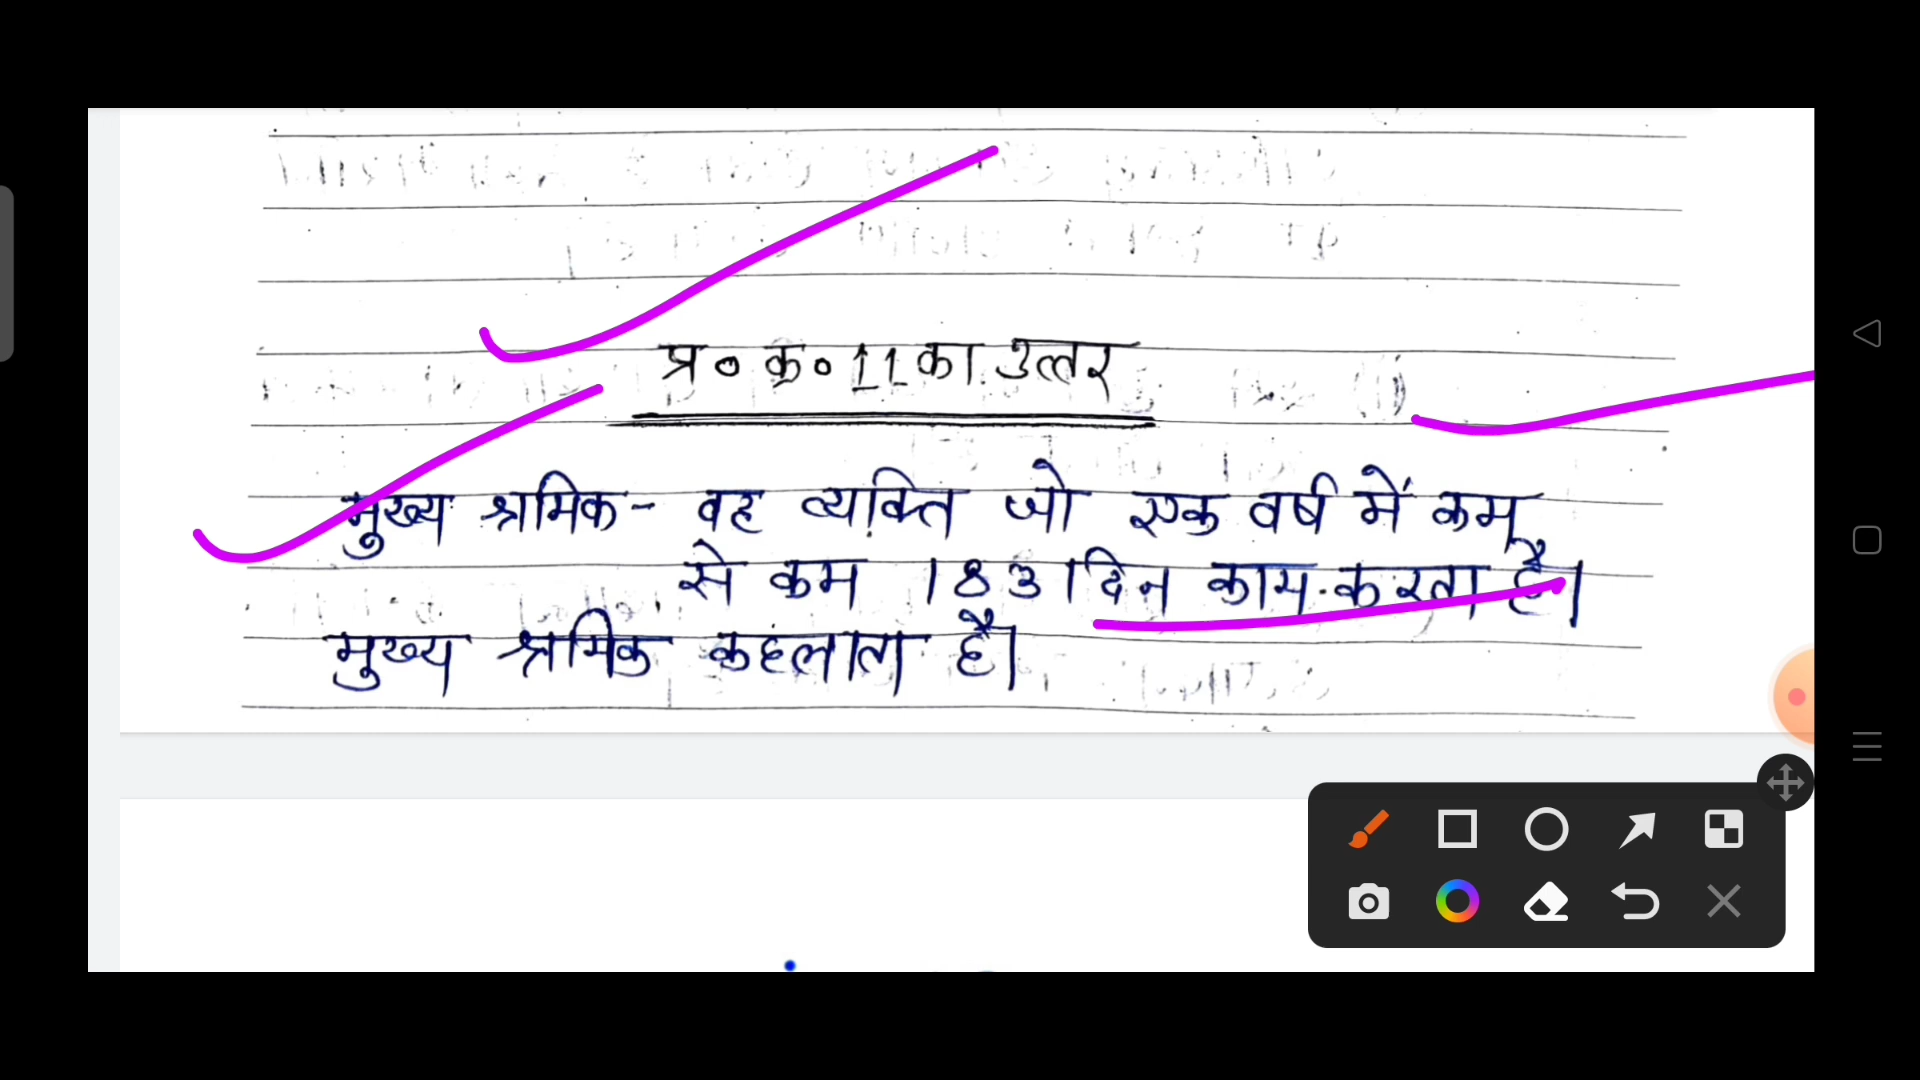 प्र० क्र० 11 का उत्तर
मुख्य श्रमिक - वह व्यक्ति जो एक वर्ष में कम
से कम 183 दिन काम करता है।
मुख्य श्रमिक कहलाता है।